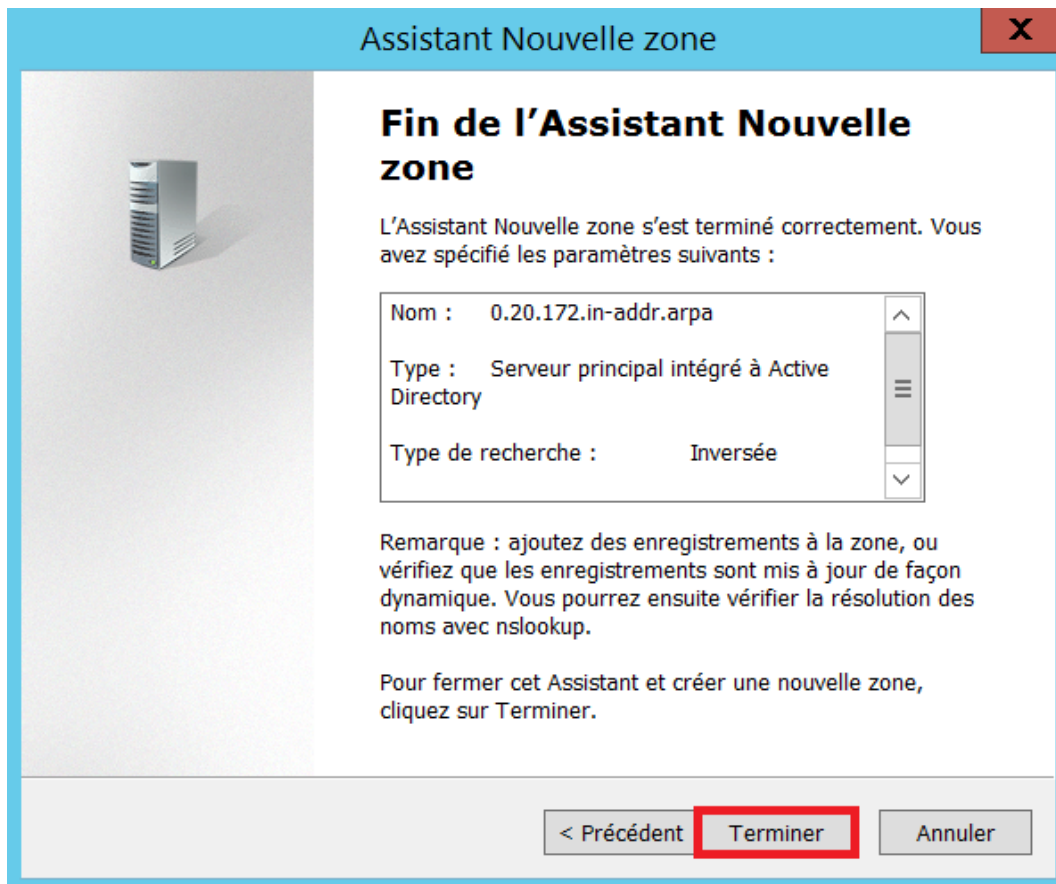 Assistant Nouvelle zone
X
Fin de l’Assistant Nouvelle
zone
L’Assistant Nouvelle zone s’est terminé correctement. Vous
avez spécifié les paramètres suivants :
Nom : 0.20.172.in-addr.arpa
Type : Serveur principal intégré à Active
Directory
Type de recherche : Inversée
Remarque : ajoutez des enregistrements à la zone, ou
vérifiez que les enregistrements sont mis à jour de façon
dynamique. Vous pourrez ensuite vérifier la résolution des
noms avec nslookup.
Pour fermer cet Assistant et créer une nouvelle zone,
cliquez sur Terminer.
< Précédent Terminer Annuler